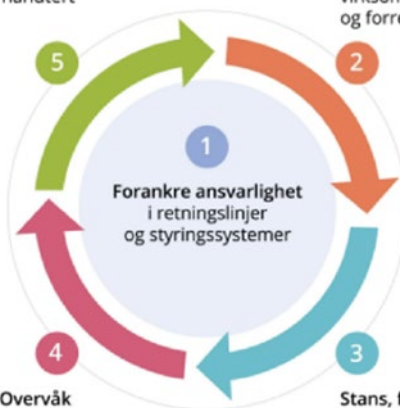 håndtert
og forre
5
2
1
Forankre ansvarlighet
i retningslinjer
og styringssystemer
4
3
Overvåk
Stans, f